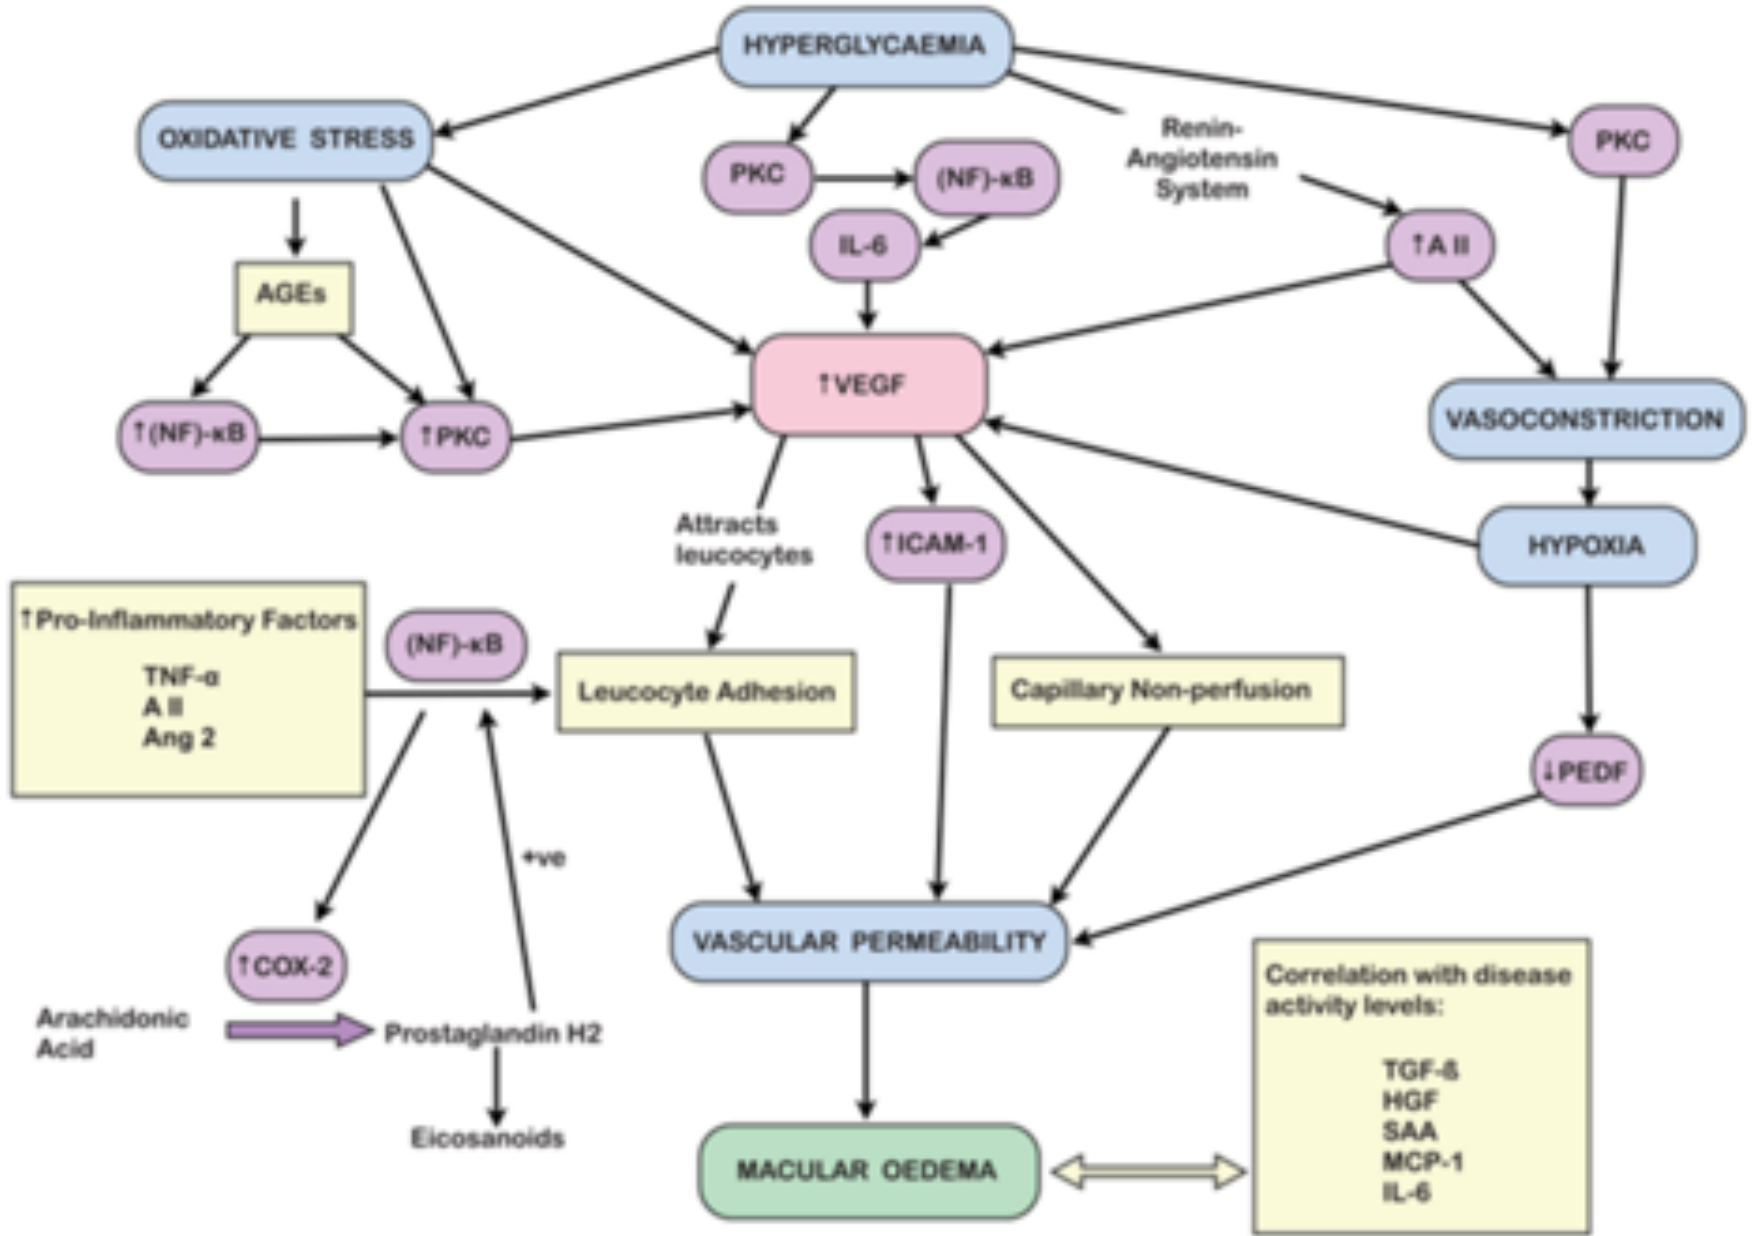 HYPERGLYCAEMIA
OXIDATIVE STRESS
PKC
(NF)-κB
Renin-
Angiotensin
System
PKC
IL-6
↑A II
AGEs
↑VEGF
↑(NF)-κB
↑PKC
VASOCONSTRICTION
Attracts
leucocytes
↑ICAM-1
HYPOXIA
↑Pro-Inflammatory Factors
TNF-α
A II
Ang 2
(NF)-κB
Leucocyte Adhesion
Capillary Non-perfusion
↓PEDF
+ve
VASCULAR PERMEABILITY
↑COX-2
Arachidonic
Acid
Prostaglandin H2
Eicosanoids
MACULAR OEDEMA
Correlation with disease
activity levels:
TGF-ß
HGF
SAA
MCP-1
IL-6